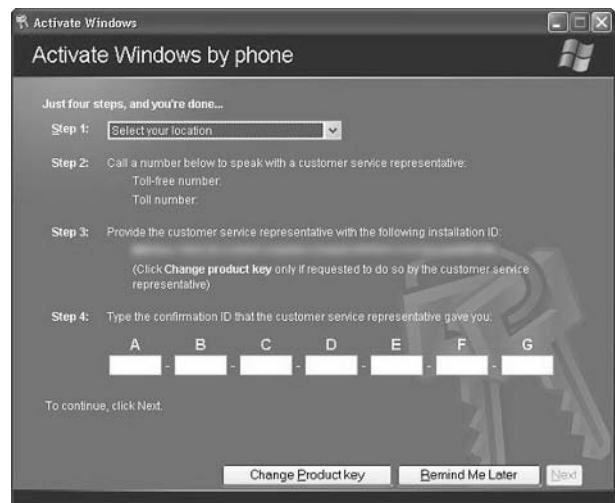 Activate Windows
Activate Windows by phone
Just four steps, and you're done...
Step 1: Select your location
Step 2: Call a number below to speak with a customer service representative:
Toll-free number:
Toll number:
Step 3: Provide the customer service representative with the following installation ID:
(Click Change product key only if requested to do so by the customer service
representative)
Step 4: Type the confirmation ID that the customer service representative gave you:
A B C D E F G
- - - - - -
To continue, click Next.
Change Product key Remind Me Later Next